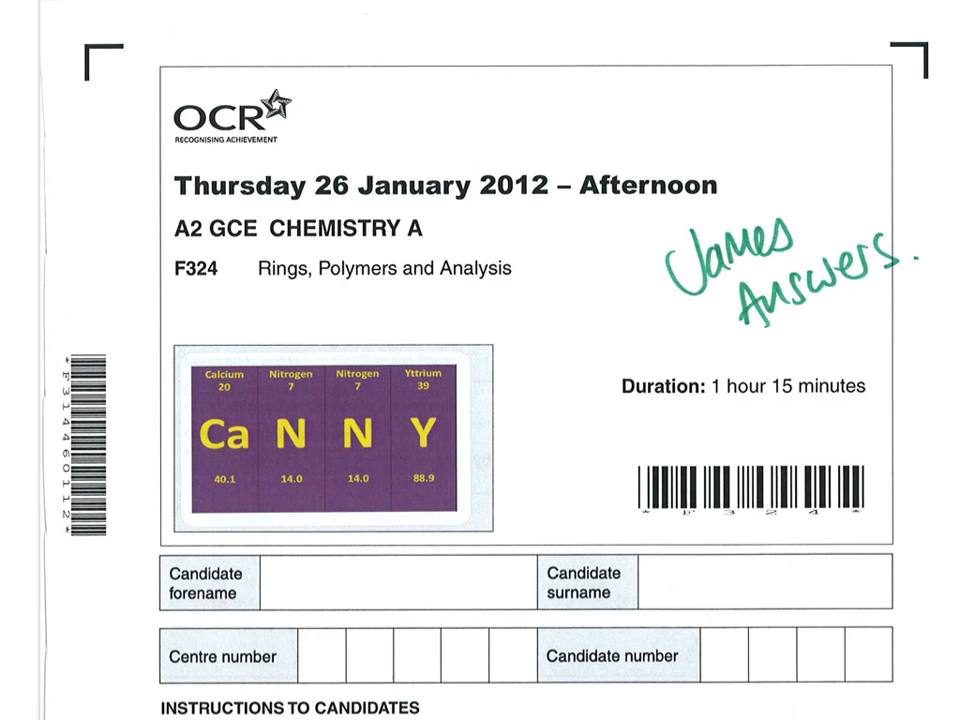 OCR
RECOGNISING ACHIEVEMENT
Thursday 26 January 2012 – Afternoon
A2 GCE CHEMISTRY A
F324 Rings, Polymers and Analysis
James
Answers.
Calcium Nitrogen Nitrogen Yttrium
20 7 7 39
Ca N N Y
40.1 14.0 14.0 88.9
Duration: 1 hour 15 minutes
*F314460112*
*F324*
Candidate forename
Candidate surname
Centre number
Candidate number
INSTRUCTIONS TO CANDIDATES